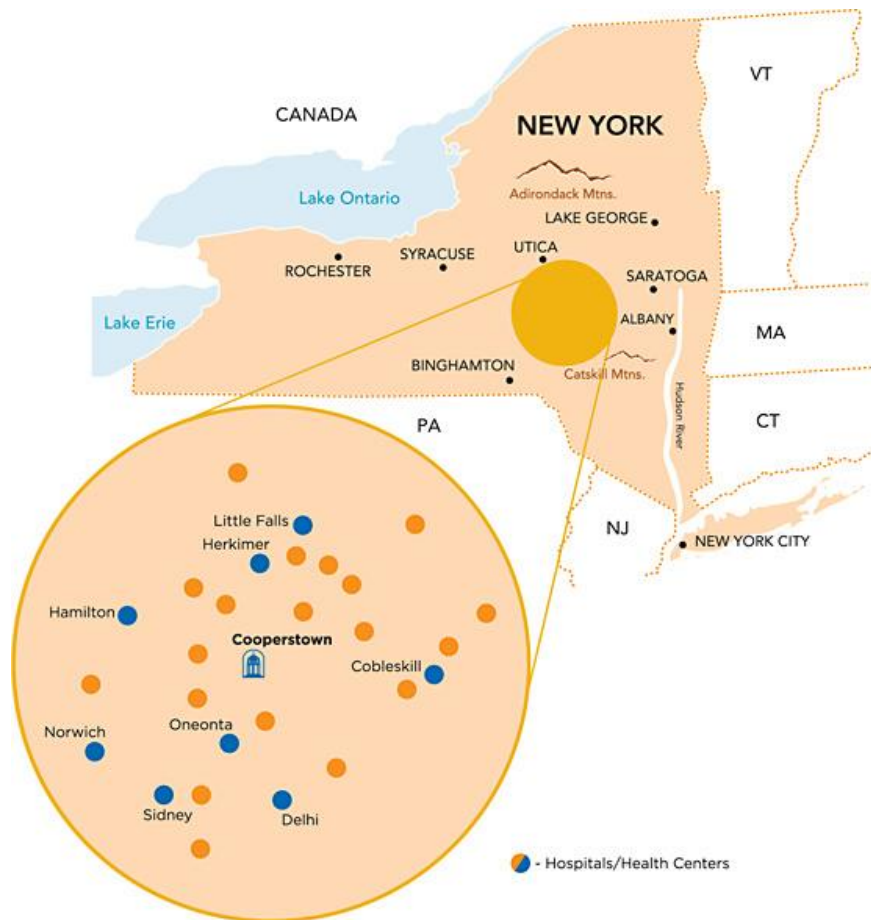 VT
CANADA
NEW YORK
Adirondack Mtns.
Lake Ontario
LAKE GEORGE
UTICA
SYRACUSE
ROCHESTER
SARATOGA
Lake Erie
ALBANY
MA
BINGHAMTON
Catskill Mtns.
Hudson River
CT
PA
NJ
NEW YORK CITY
Little Falls
Herkimer
Hamilton
Cooperstown
Cobleskill
Norwich
Oneonta
Sidney
Delhi
- Hospitals/Health Centers